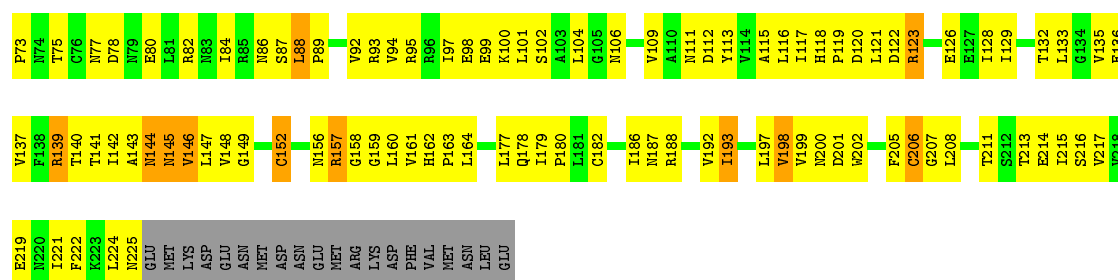 P73 N74 T75 C76 N77 D78 N79 E80 L81 R82 N83 I84 R85 N86 S87 L88 P89 V92 R93 V94 R95 R96 I97 E98 E99 K100 L101 S102 A103 L104 G105 N106 V109 A110 N111 D112 Y113 V114 A115 L116 I117 H118 P119 D120 L121 D122 R123 E126 E127 I128 I129 T132 L133 G134 V135
V137 F138 R139 T140 T141 I142 A143 N144 N145 V146 L147 V148 G149 C152 N156 R157 G158 G159 L160 V161 H162 P163 L164 L177 Q178 I179 P180 L181 C182 I186 N187 R188 V192 I193 L197 V198 V199 N200 D201 W202 F205 C206 G207 L208 T211 S212 T213 E214 I215 S216 V217
E219 N220 I221 F222 K223 L224 N225 GLU MET LYS ASP GLU ASN MET ASP ASN GLU MET ARG LYS ASP PHE VAL MET ASN LEU GLU